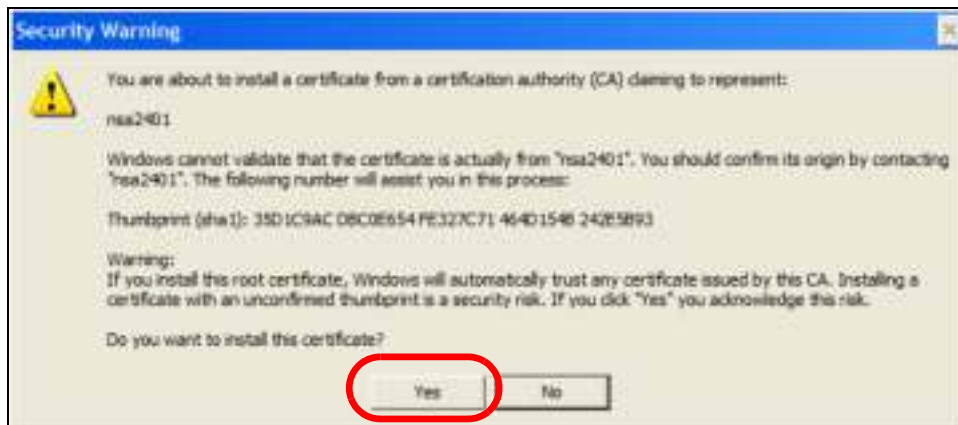 Security Warning
You are about to install a certificate from a certification authority (CA) claiming to represent:
nsa2401
Windows cannot validate that the certificate is actually from "nsa2401". You should confirm its origin by contacting
"nsa2401". The following number will assist you in this process:
Thumbprint (sha1): 35D1C9AC DBC0E654 FE327C71 464D154B 242E5B93
Warning:
If you install this root certificate, Windows will automatically trust any certificate issued by this CA. Installing a
certificate with an unconfirmed thumbprint is a security risk. If you click "Yes" you acknowledge this risk.
Do you want to install this certificate?
Yes No